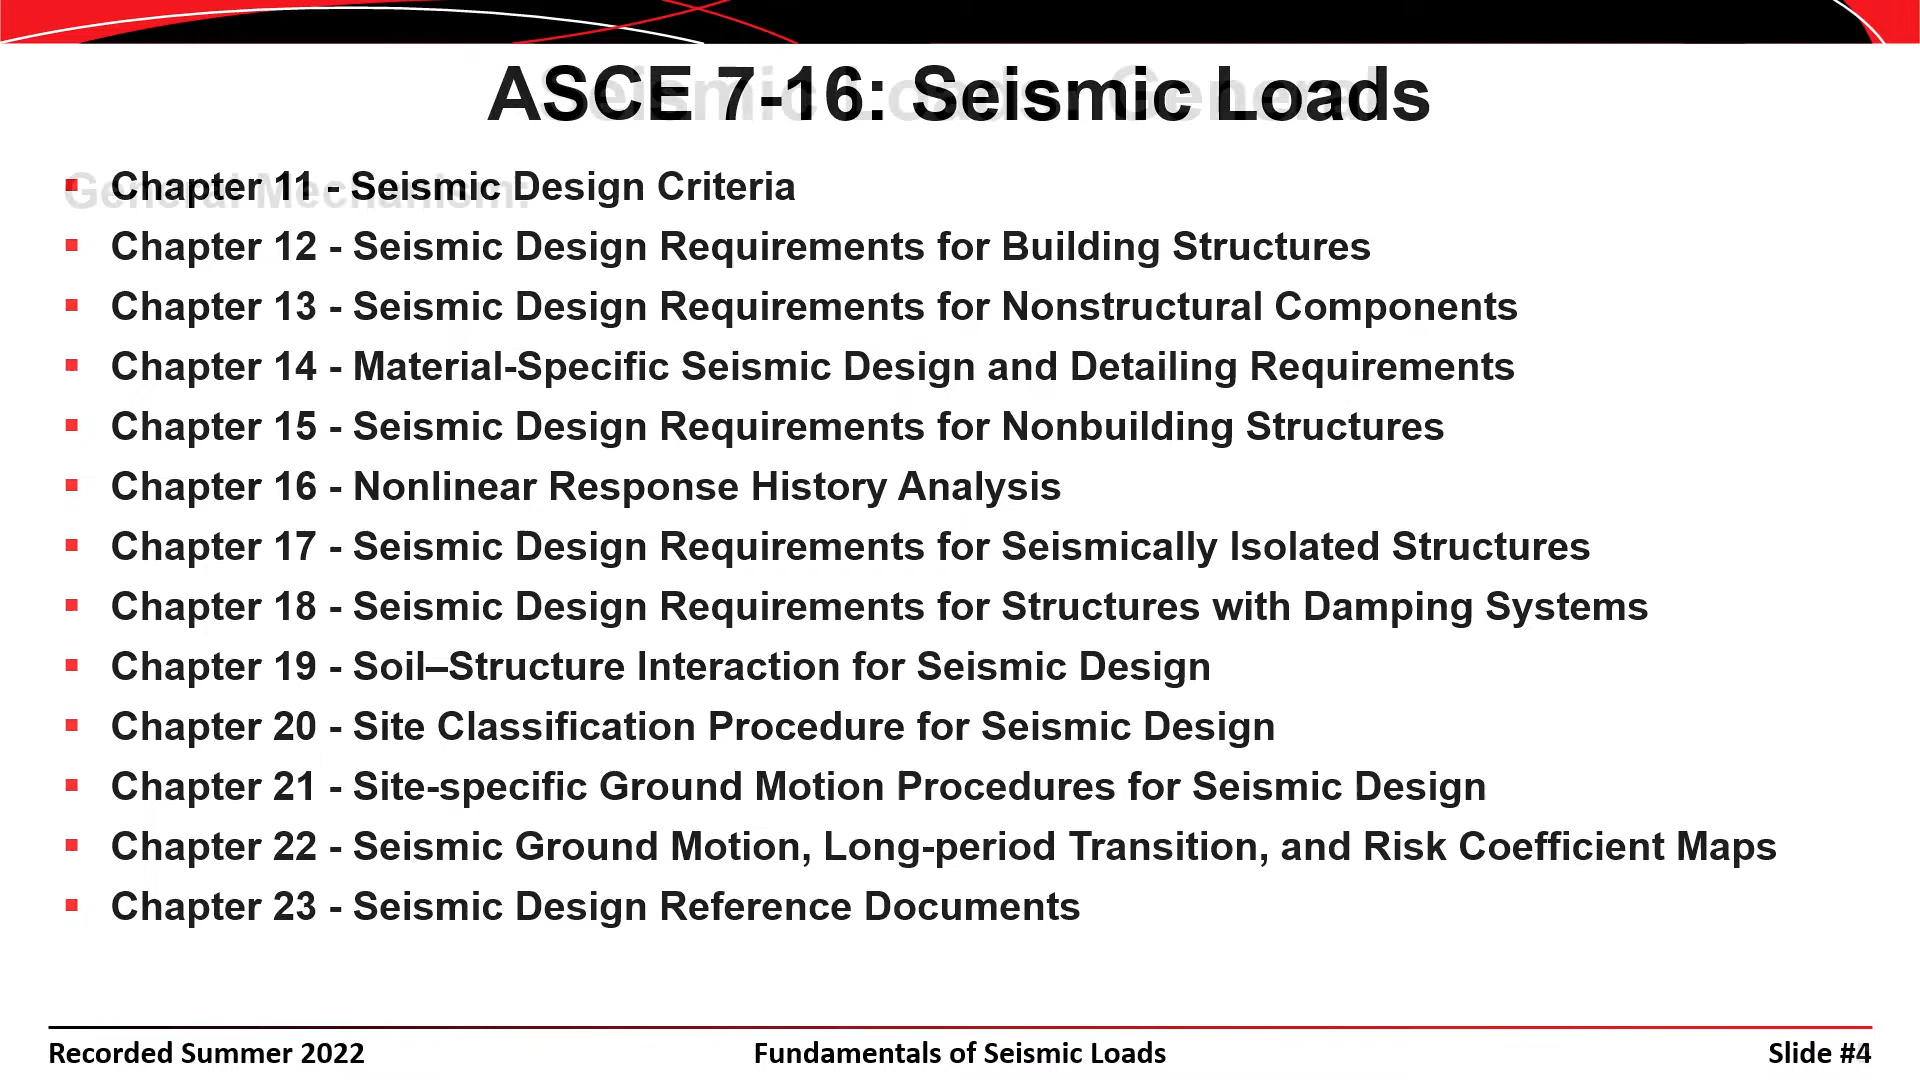 ASCE 7-16: Seismic Loads
Seismic Loads General
General Mechanism:
Chapter 11 - Seismic Design Criteria
Chapter 12 - Seismic Design Requirements for Building Structures
Chapter 13 - Seismic Design Requirements for Nonstructural Components
Chapter 14 - Material-Specific Seismic Design and Detailing Requirements
Chapter 15 - Seismic Design Requirements for Nonbuilding Structures
Chapter 16 - Nonlinear Response History Analysis
Chapter 17 - Seismic Design Requirements for Seismically Isolated Structures
Chapter 18 - Seismic Design Requirements for Structures with Damping Systems
Chapter 19 - Soil–Structure Interaction for Seismic Design
Chapter 20 - Site Classification Procedure for Seismic Design
Chapter 21 - Site-specific Ground Motion Procedures for Seismic Design
Chapter 22 - Seismic Ground Motion, Long-period Transition, and Risk Coefficient Maps
Chapter 23 - Seismic Design Reference Documents
Recorded Summer 2022
Fundamentals of Seismic Loads
Slide #4